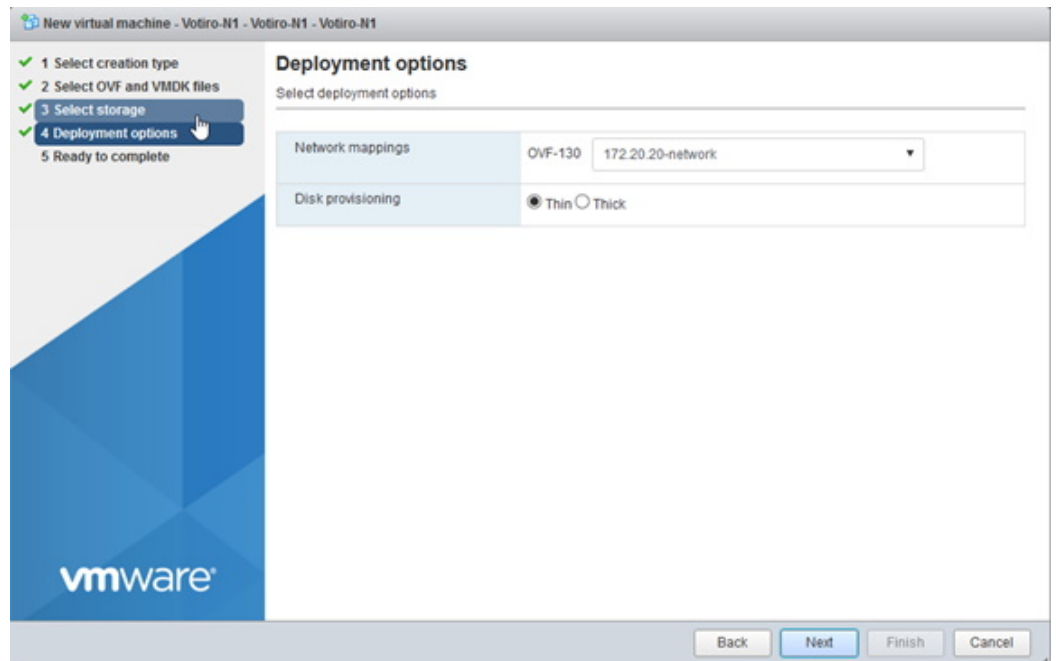 New virtual machine - Votiro-N1 - Votiro-N1 - Votiro-N1
1 Select creation type
2 Select OVF and VMDK files
3 Select storage
4 Deployment options
5 Ready to complete
Deployment options
Select deployment options
Network mappings
OVF-130 172.20.20-network
Disk provisioning
Thin Thick
vmware®
Back Next Finish Cancel